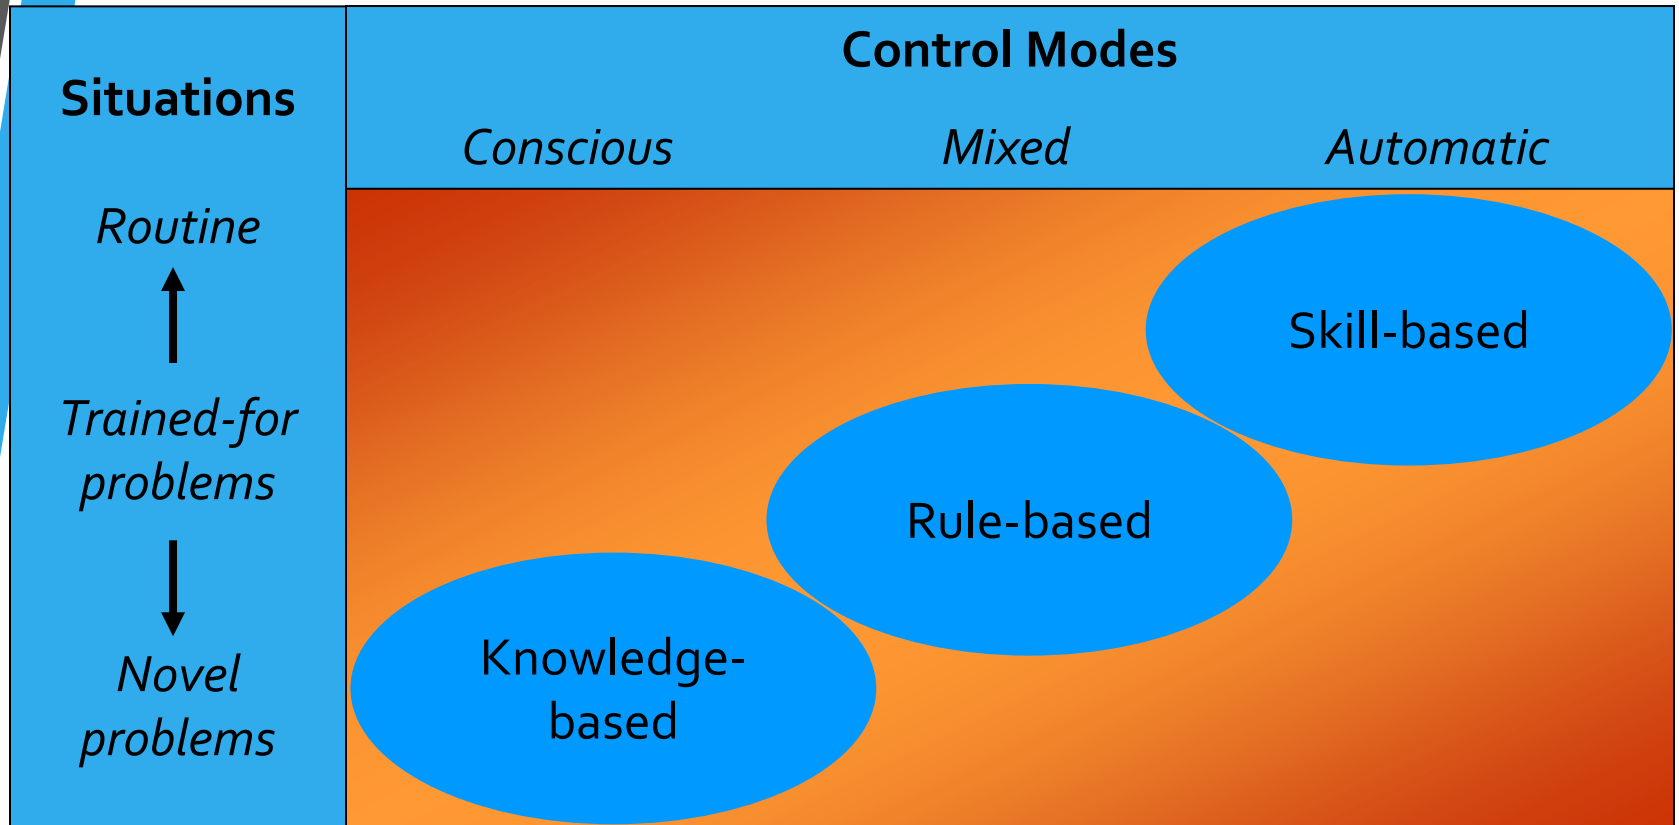 Control Modes
Situations
Conscious
Mixed
Automatic
Routine
Skill-based
Trained-for
problems
Rule-based
Knowledge-
based
Novel
problems